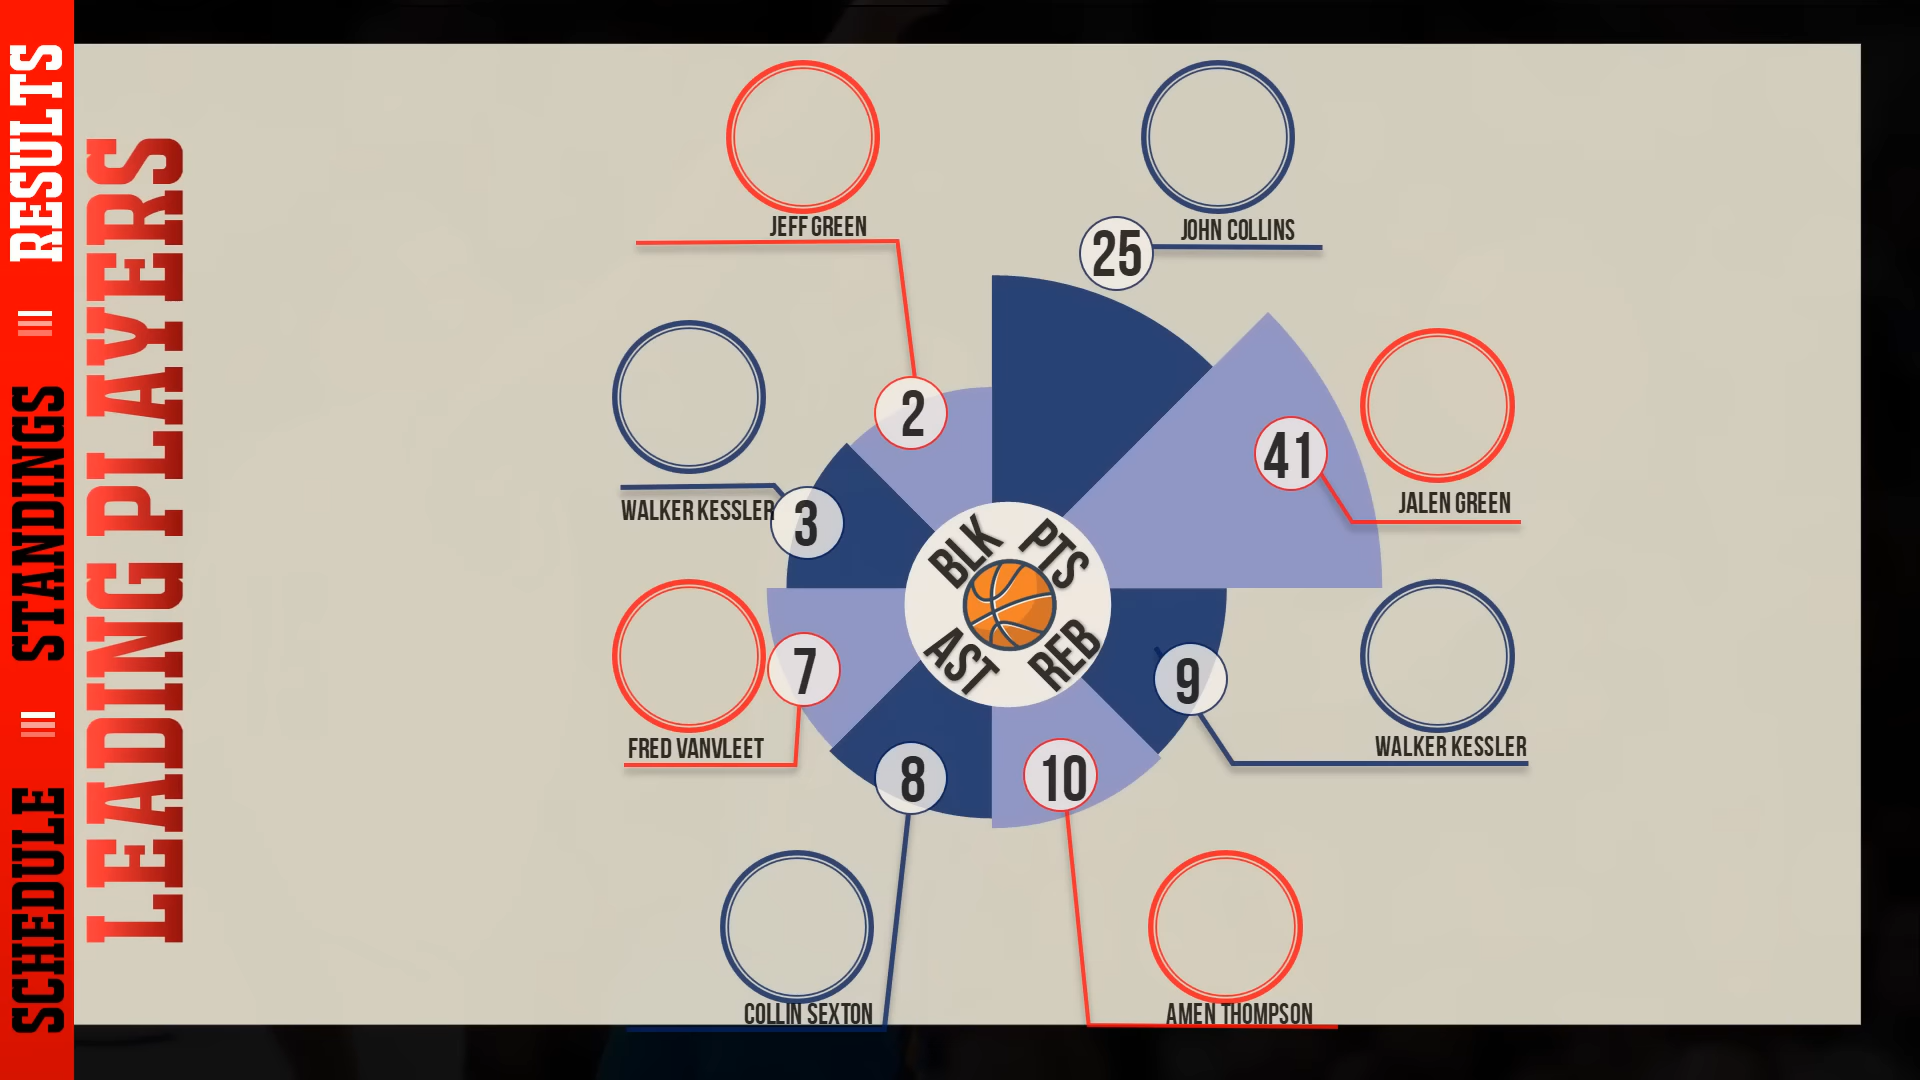 RESULTS
STANDINGS
SCHEDULE
LEADING PLAYERS
JEFF GREEN
2
JOHN COLLINS
25
WALKER KESSLER
3
JALEN GREEN
41
BLK
PTS
AST
REB
FRED VANVLEET
7
WALKER KESSLER
9
COLLIN SEXTON
8
AMEN THOMPSON
10